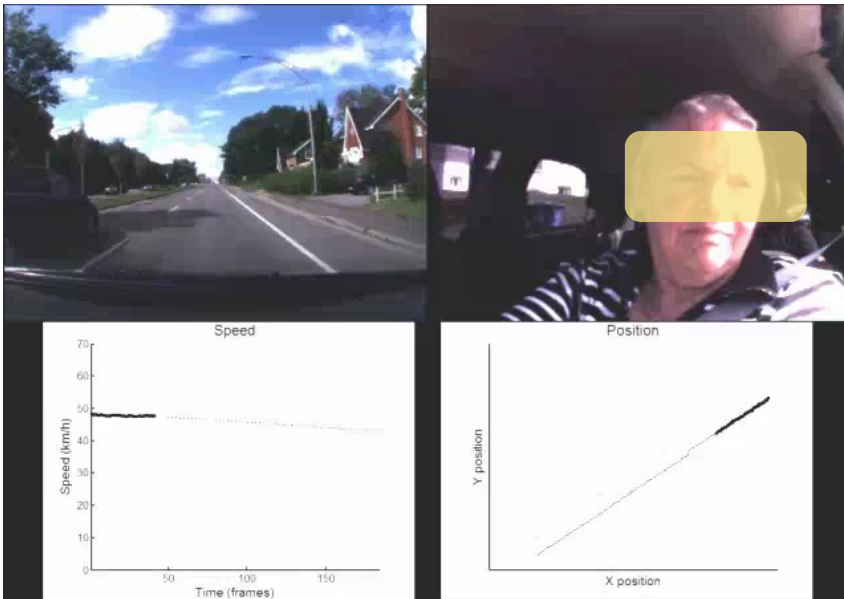 Speed
70
60
50
40
30
20
10
0
Speed (km/h)
50
100
150
Time (frames)
Position
Y position
X position